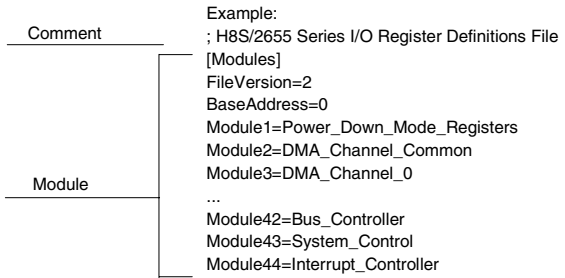 Example:
Comment
; H8S/2655 Series I/O Register Definitions File
[Modules]
FileVersion=2
BaseAddress=0
Module1=Power_Down_Mode_Registers
Module2=DMA_Channel_Common
Module3=DMA_Channel_0
Module
...
Module42=Bus_Controller
Module43=System_Control
Module44=Interrupt_Controller